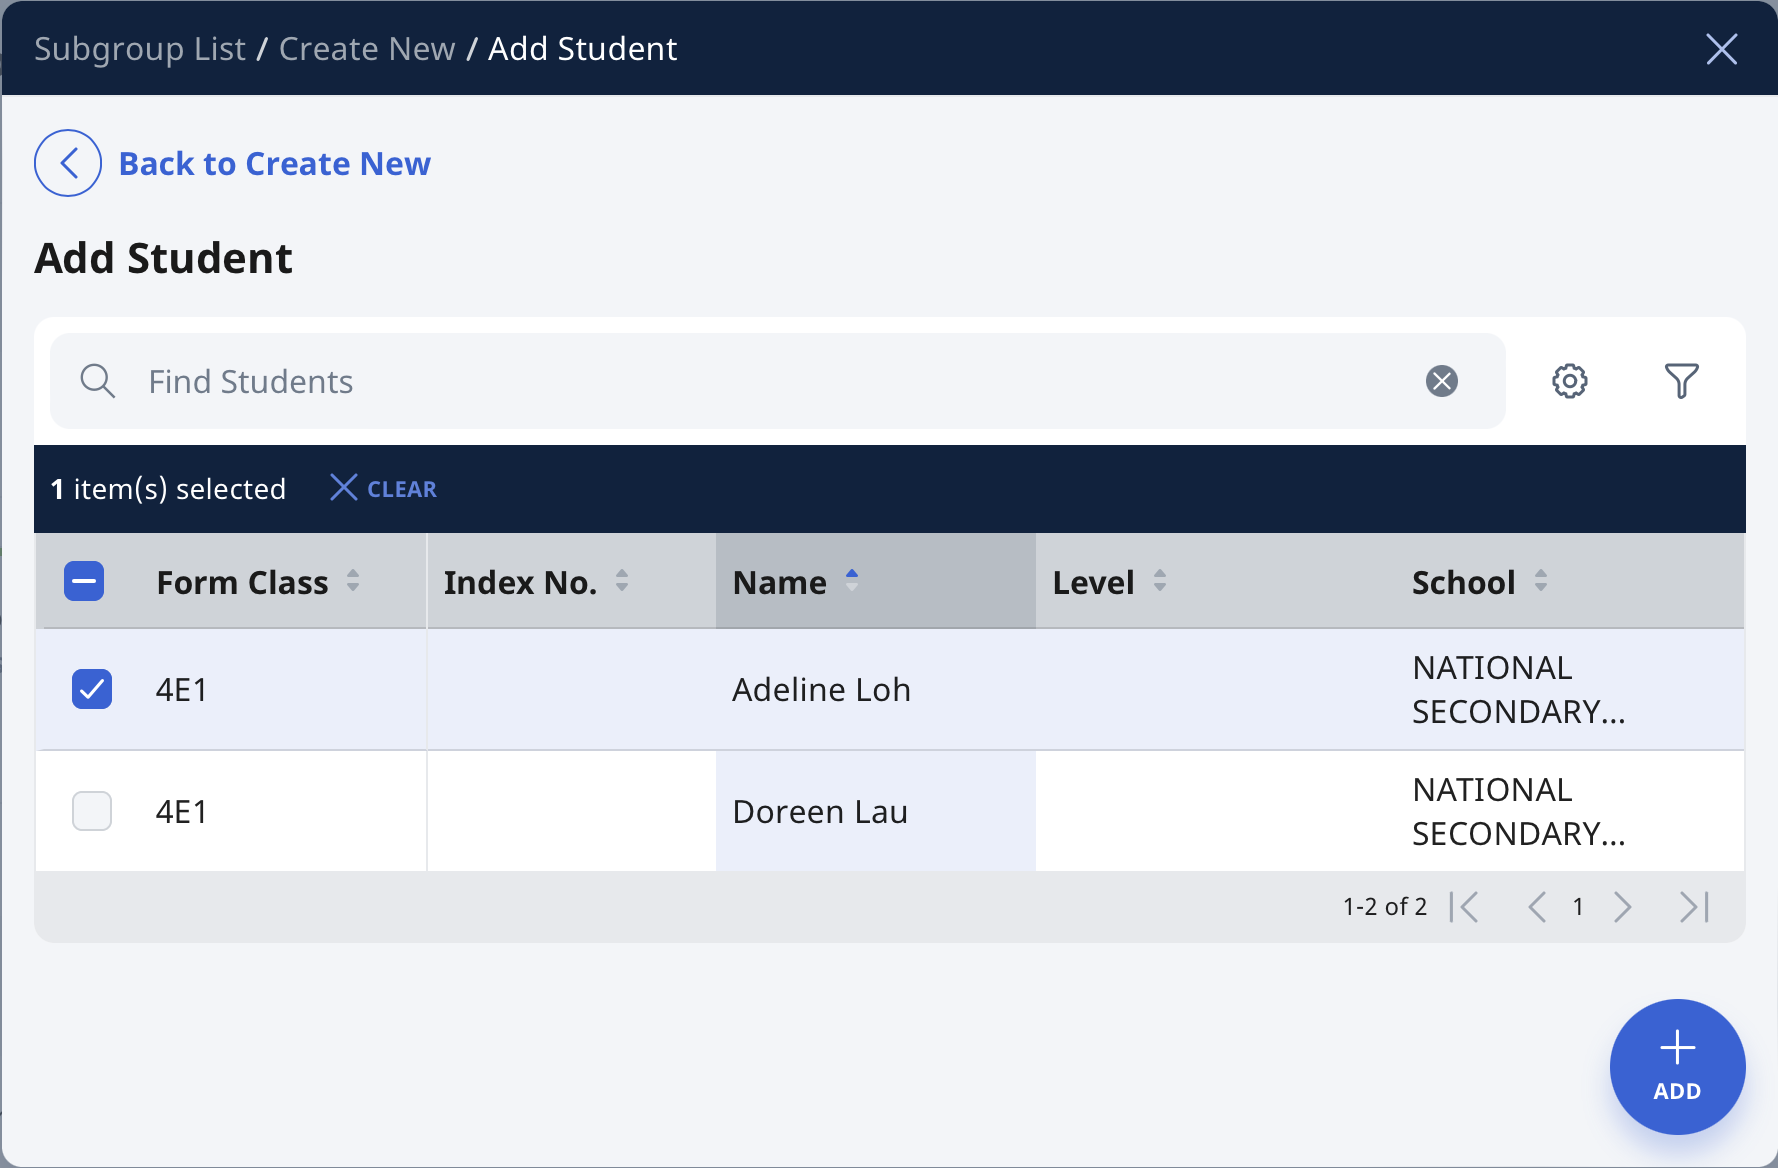 Subgroup List / Create New / Add Student
Back to Create New
Add Student
Find Students
1 item(s) selected CLEAR
Form Class Index No. Name Level School
4E1 Adeline Loh NATIONAL SECONDARY...
4E1 Doreen Lau NATIONAL SECONDARY...
1-2 of 2 1
ADD